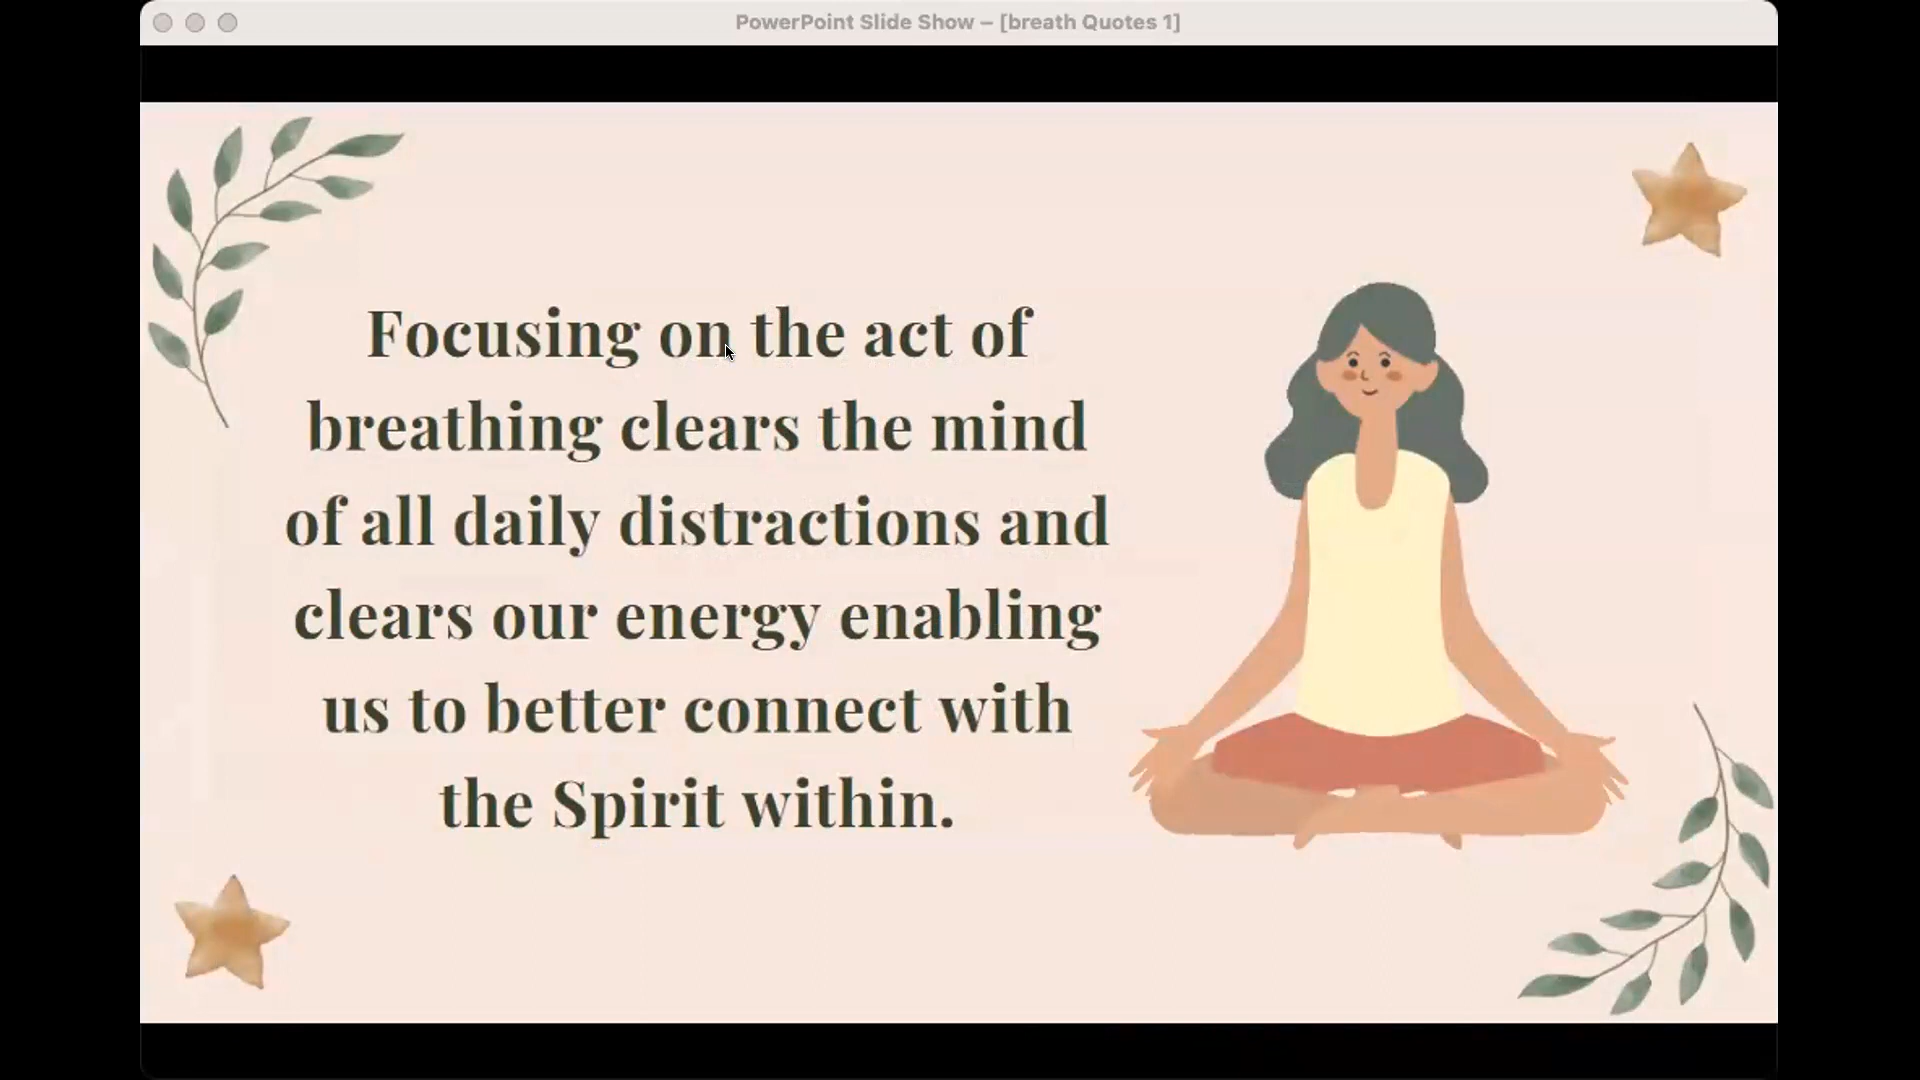 PowerPoint Slide Show – [breath Quotes 1]
Focusing on the act of
breathing clears the mind
of all daily distractions and
clears our energy enabling
us to better connect with
the Spirit within.